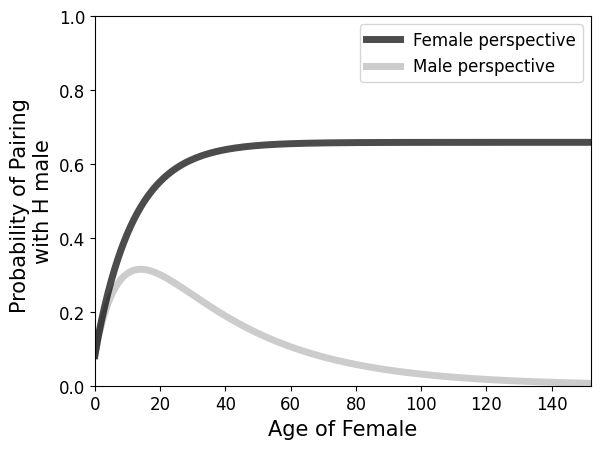 Female perspective
Male perspective
Probability of Pairing
with H male
1.0
0.8
0.6
0.4
0.2
0.0
0 20 40 60 80 100 120 140
Age of Female